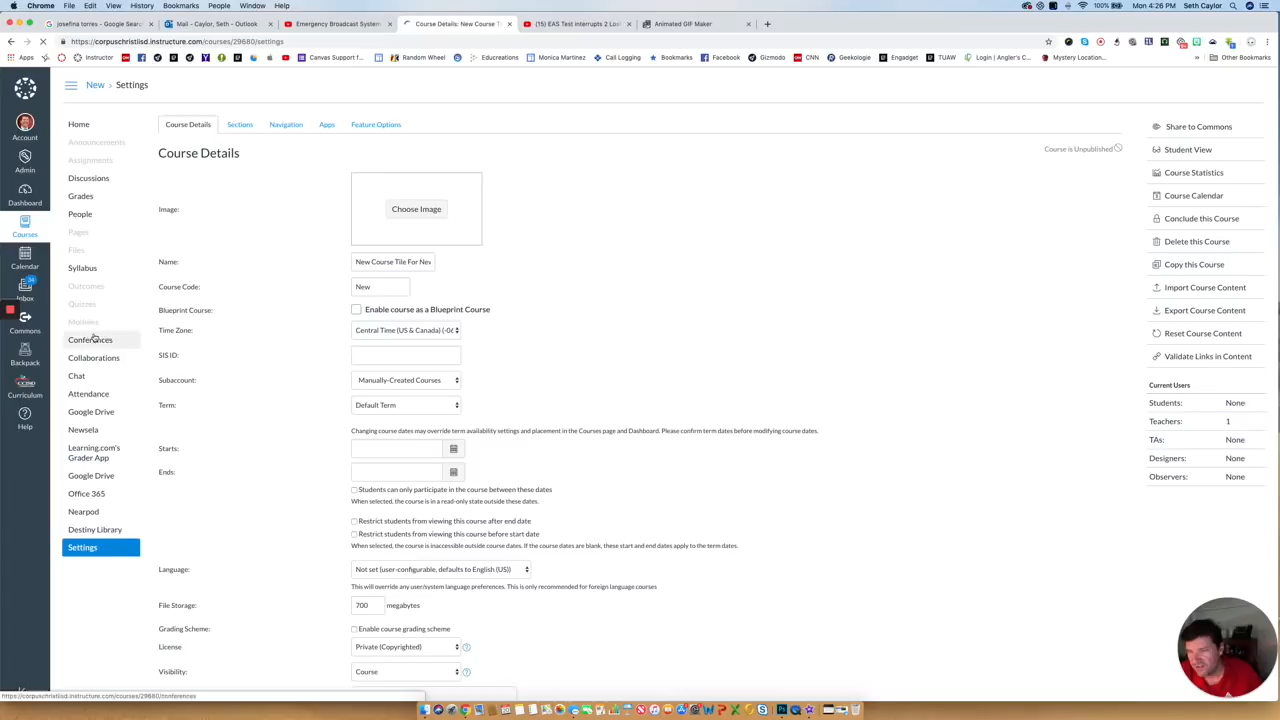 Chrome File Edit View History Bookmarks People Window Help
100% Mon 4:26 PM Seth Caylor
josefina torres - Google Sear
Mail - Caylor, Seth - Outlook
Emergency Broadcast System
Course Details: New Course T
(15) EAS Test interrupts 2 Los
Animated GIF Maker
https://corpuschristiisd.instructure.com/courses/29680/settings
Apps
Instructor
Canvas Support f...
Random Wheel
Educreations
Monica Martinez
Call Logging
Bookmarks
Facebook
Gizmodo
CNN
Geekologie
Engadget
TUAW
Login | Angler's C...
Mystery Location...
Other Bookmarks
Account
Admin
Dashboard
Courses
Calendar
34
Inbox
Commons
Backpack
Curriculum
Help
New › Settings
Home
Announcements
Assignments
Discussions
Grades
People
Pages
Files
Syllabus
Outcomes
Quizzes
Modules
Conferences
Collaborations
Chat
Attendance
Google Drive
Newsela
Learning.com's
Grader App
Google Drive
Office 365
Nearpod
Destiny Library
Settings
Course Details Sections Navigation Apps Feature Options
Course Details
Course is Unpublished
Image:
Choose Image
Name: New Course Tile For Nev
Course Code: New
Blueprint Course: Enable course as a Blueprint Course
Time Zone: Central Time (US & Canada) (-06
SIS ID:
Subaccount: Manually-Created Courses
Term: Default Term
Changing course dates may override term availability settings and placement in the Courses page and Dashboard. Please confirm term dates before modifying course dates.
Starts:
Ends:
Students can only participate in the course between these dates
When selected, the course is in a read-only state outside these dates.
Restrict students from viewing this course after end date
Restrict students from viewing this course before start date
When selected, the course is inaccessible outside course dates. If the course dates are blank, these start and end dates apply to the term dates.
Language: Not set (user-configurable, defaults to English (US))
This will override any user/system language preferences. This is only recommended for foreign language courses
File Storage: 700 megabytes
Grading Scheme: Enable course grading scheme
License Private (Copyrighted)
Visibility: Course
Share to Commons
Student View
Course Statistics
Course Calendar
Conclude this Course
Delete this Course
Copy this Course
Import Course Content
Export Course Content
Reset Course Content
Validate Links in Content
Current Users
Students: None
Teachers: 1
TAs: None
Designers: None
Observers: None
https://corpuschristiisd.instructure.com/courses/29680/conferences